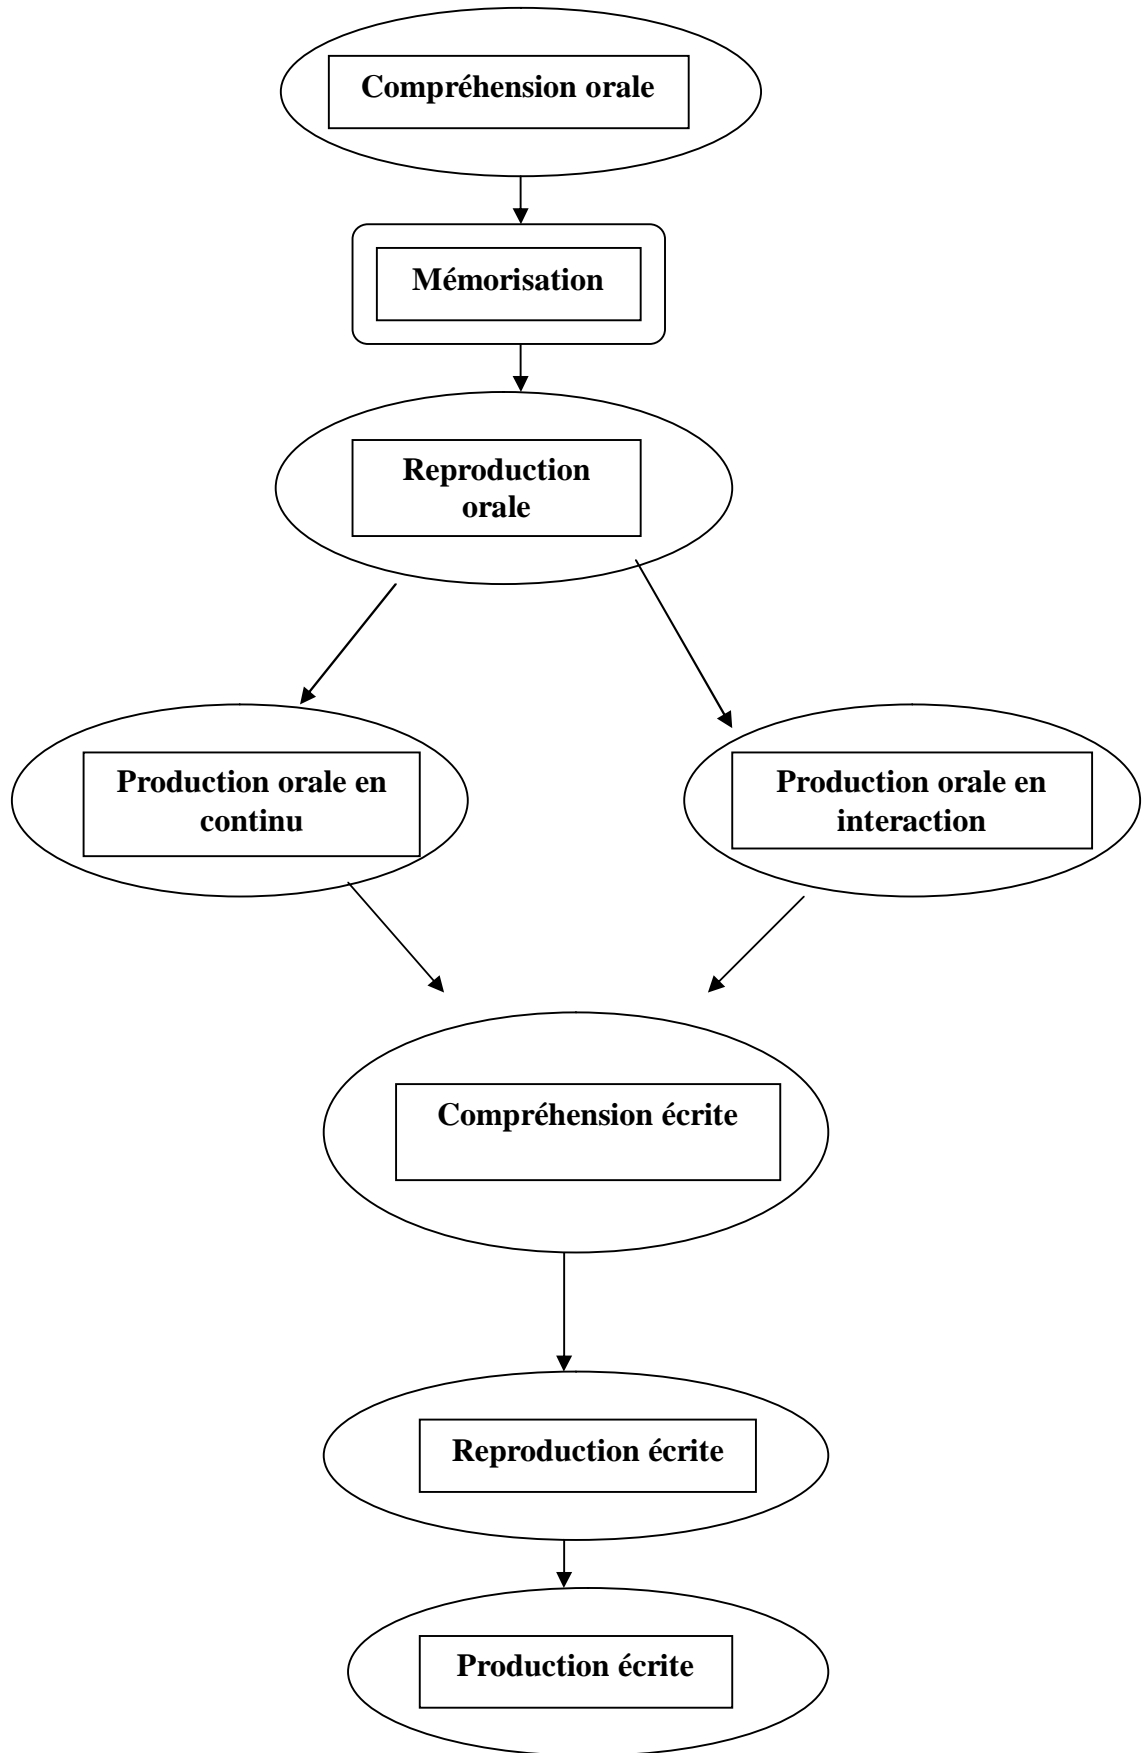 Compréhension orale
Mémorisation
Reproduction
orale
Production orale en
continu
Production orale en
interaction
Compréhension écrite
Reproduction écrite
Production écrite